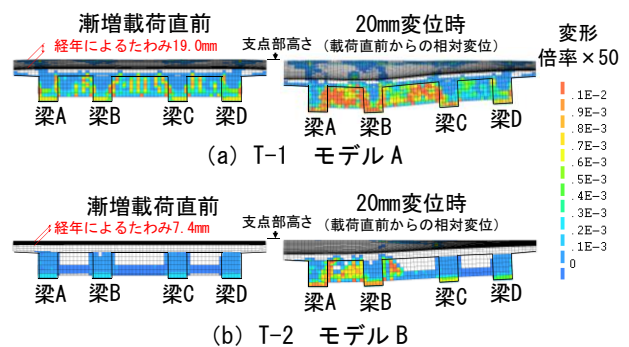 漸増載荷直前
経年によるたわみ19.0mm
支点部高さ
20mm変位時
(載荷直前からの相対変位)
変形
倍率×50
梁A 梁B 梁C 梁D
梁A 梁B 梁C 梁D
(a) T-1 モデルA
.1E-2
9E-3
.8E-3
.7E-3
.6E-3
5E-3
.4E-3
3E-3
.2E-3
.1E-3
0
漸増載荷直前
経年によるたわみ7.4mm
支点部高さ
20mm変位時
(載荷直前からの相対変位)
梁A 梁B 梁C 梁D
梁A 梁B 梁C 梁D
(b) T-2 モデルB